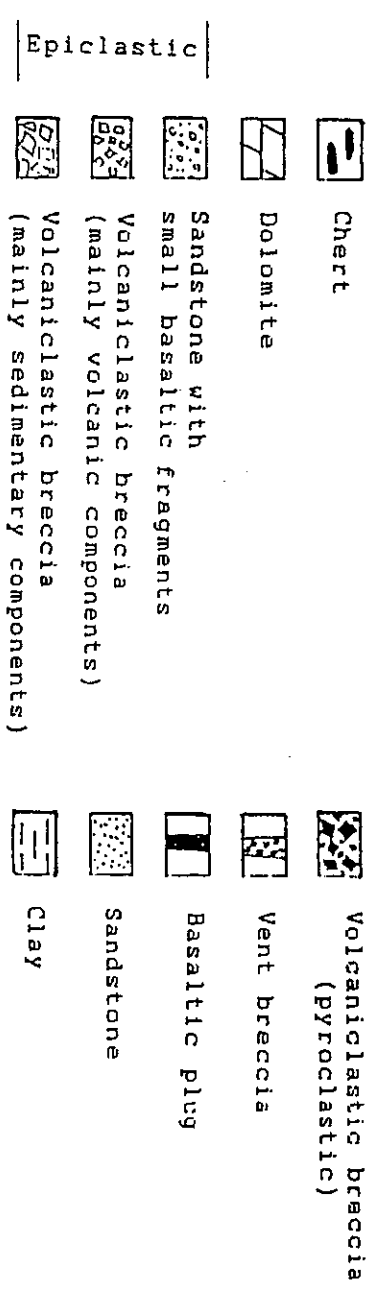 Epiclastic
Chert
Dolomite
Sandstone with
small basaltic fragments
Volcaniclastic breccia
(mainly volcanic components)
Volcaniclastic breccia
(mainly sedimentary components)
Volcaniclastic breccia
(pyroclastic)
Vent breccia
Basaltic plug
Sandstone
Clay